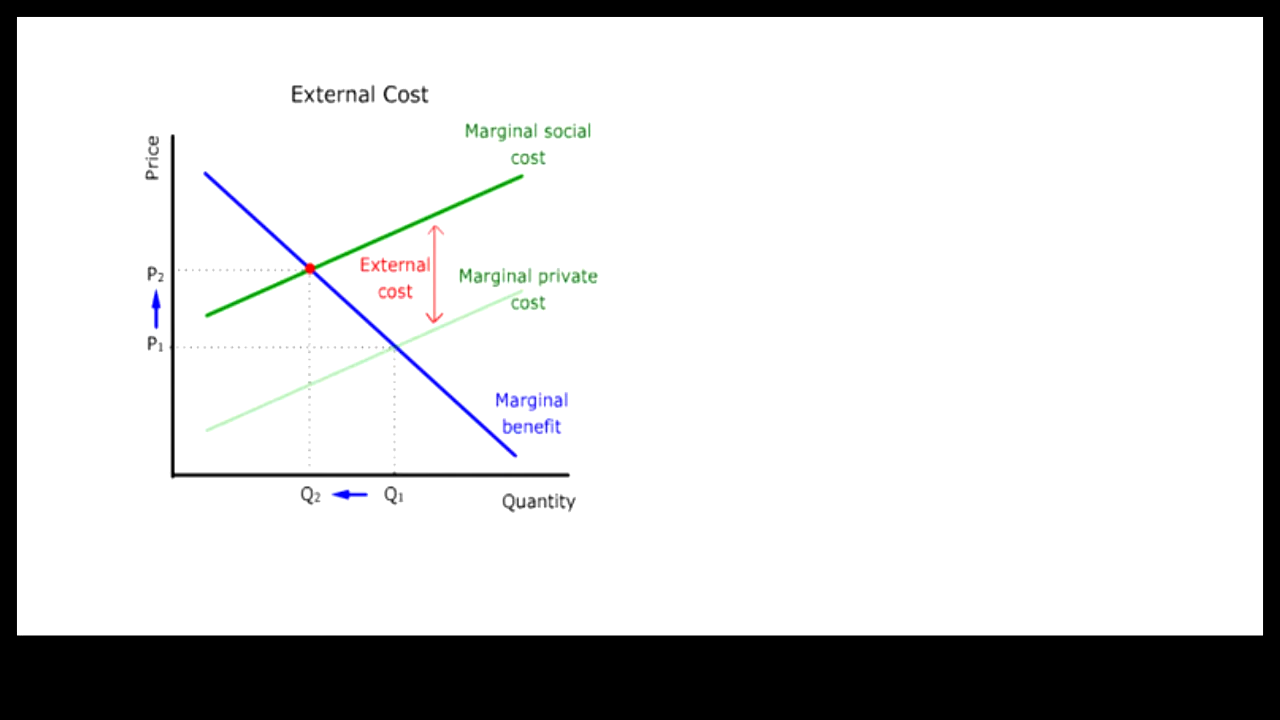 External Cost
Marginal social
cost
Price
P₂
External
cost
Marginal private
cost
P₁
Marginal
benefit
Q₂
Q₁
Quantity